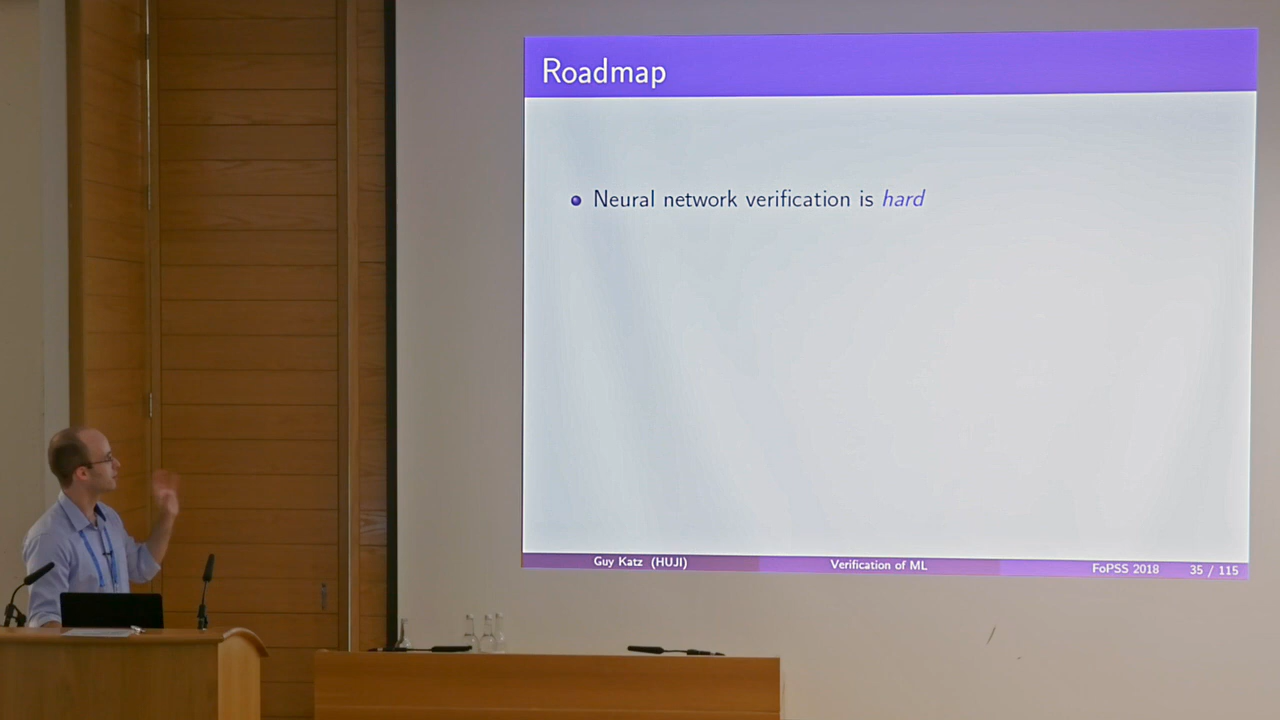 Roadmap
Neural network verification is hard
Guy Katz (HUJI) Verification of ML FoPSS 2018 35 / 115